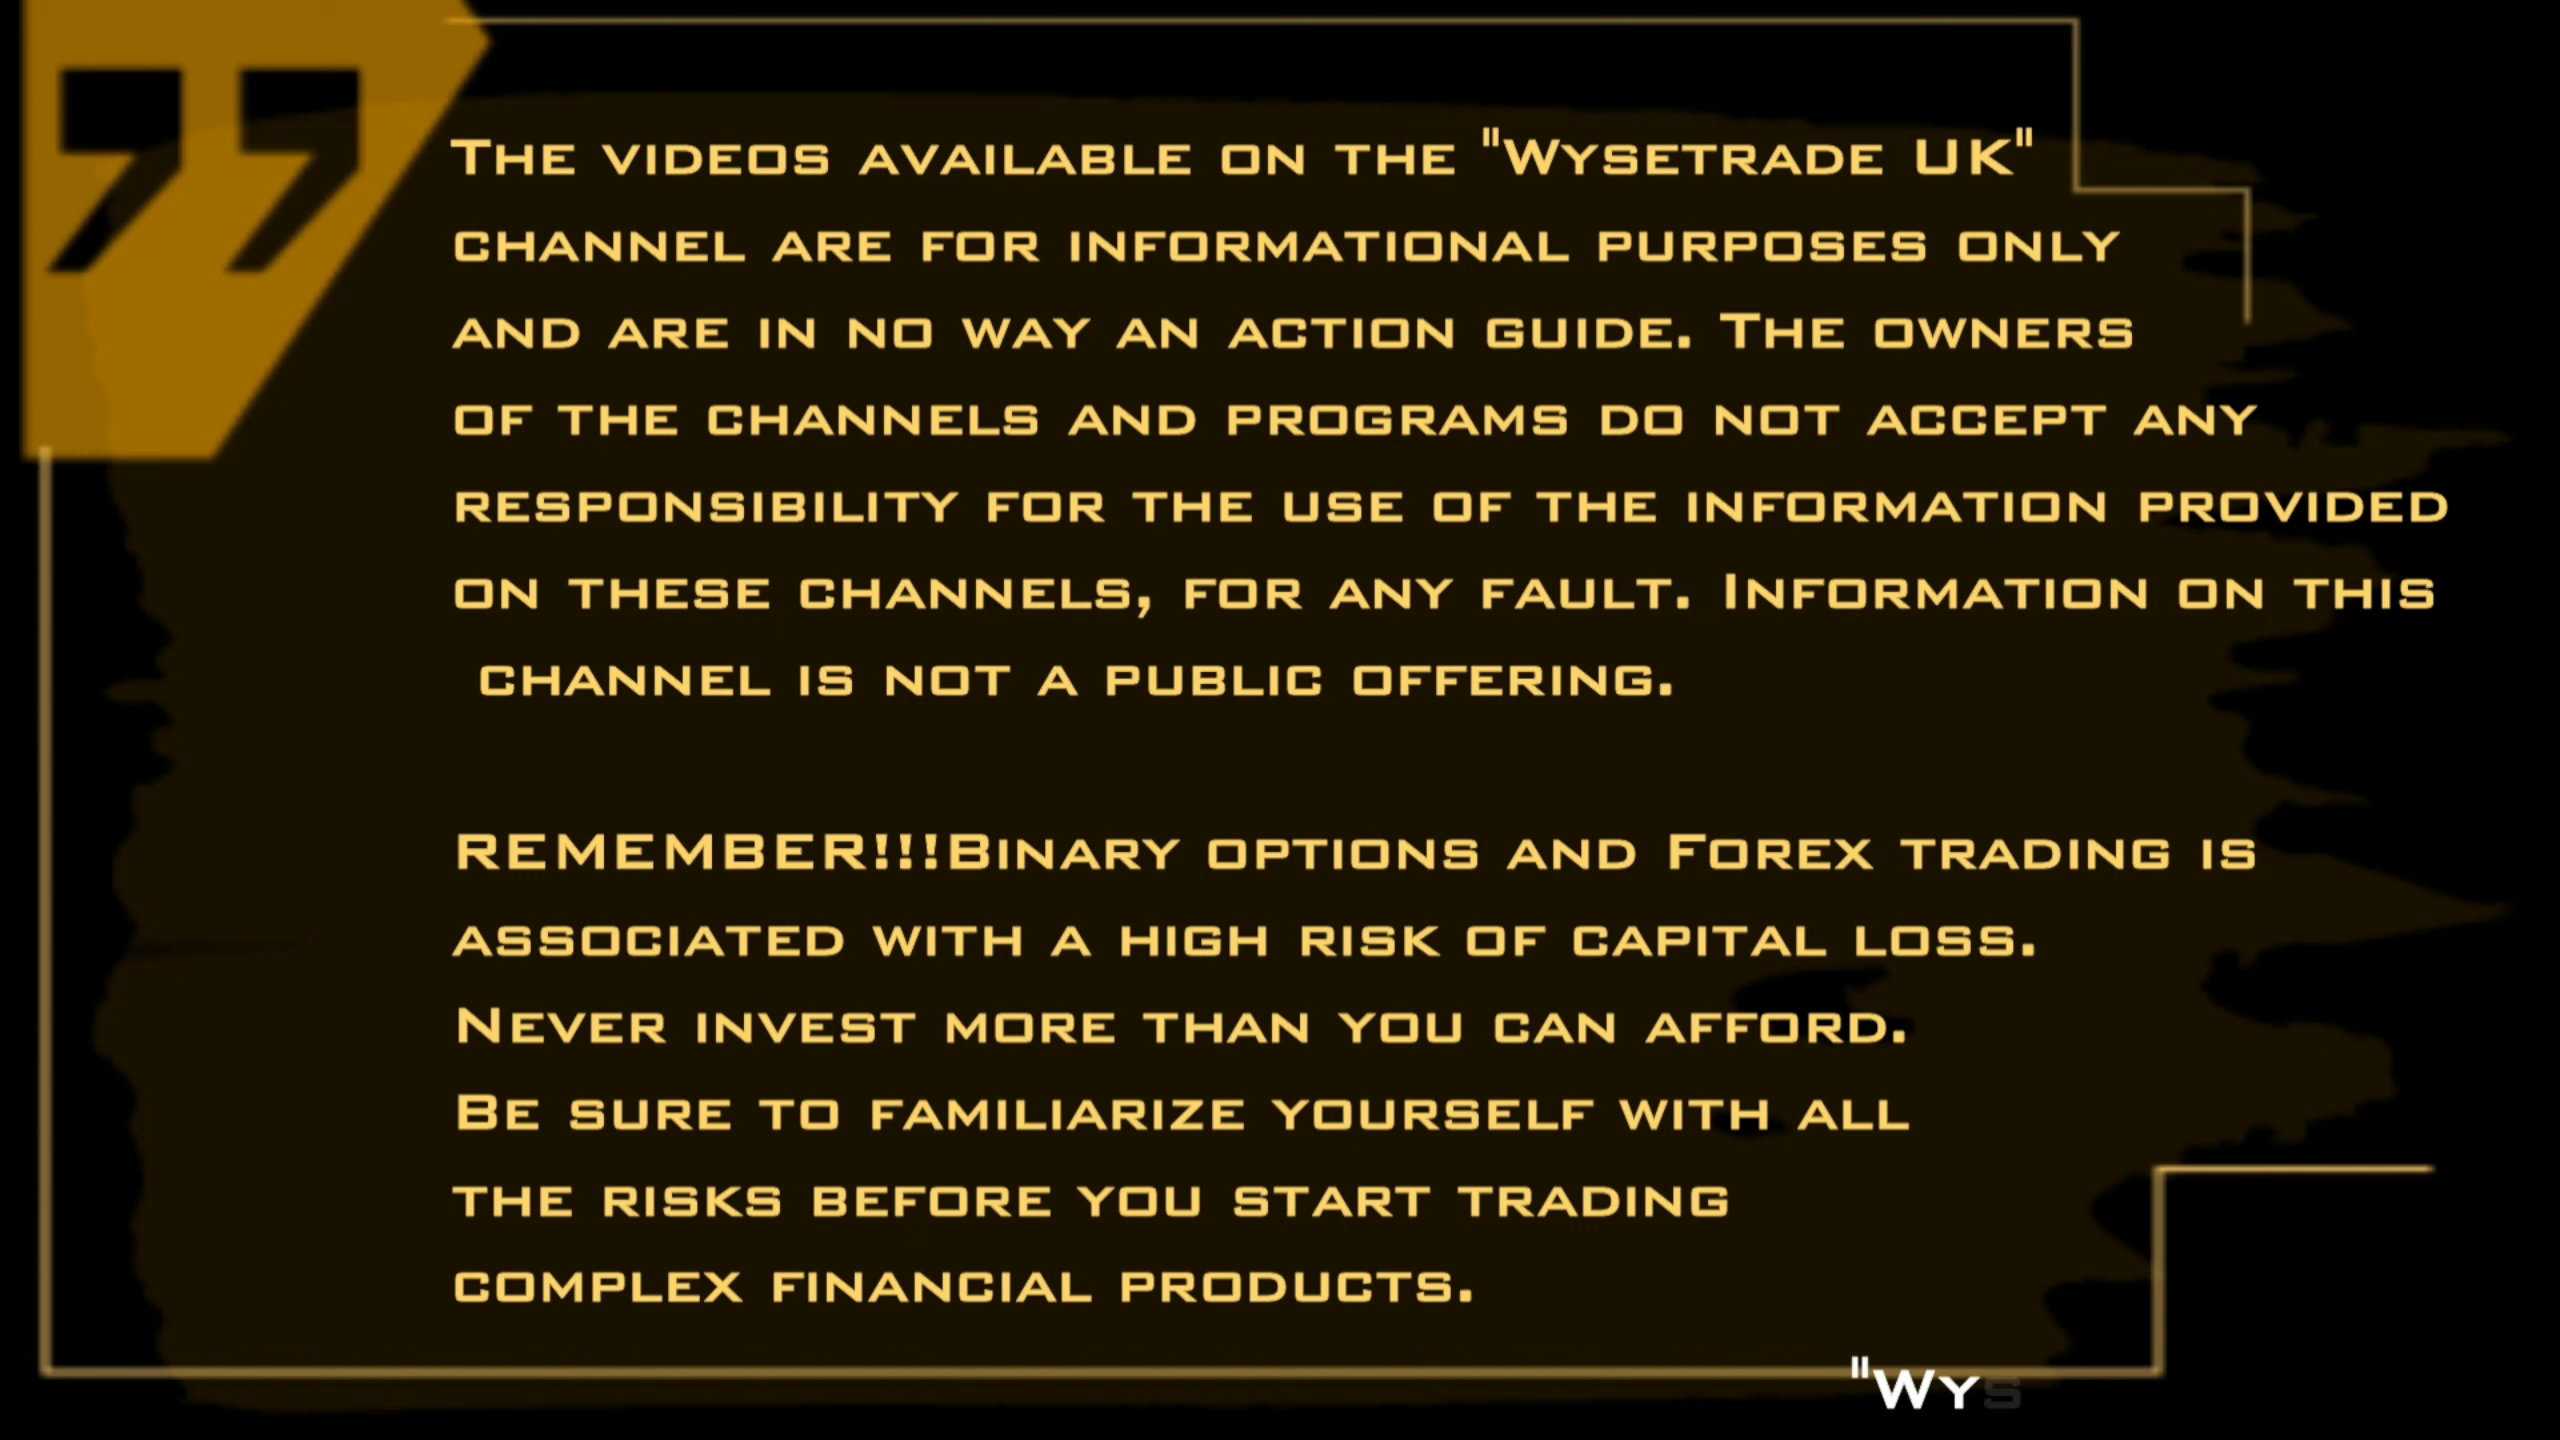 The videos available on the "Wysetrade UK"
channel are for informational purposes only
and are in no way an action guide. The owners
of the channels and programs do not accept any
responsibility for the use of the information provided
on these channels, for any fault. Information on this
channel is not a public offering.
REMEMBER!!!Binary options and Forex trading is
associated with a high risk of capital loss.
Never invest more than you can afford.
Be sure to familiarize yourself with all
the risks before you start trading
complex financial products.
"Wys